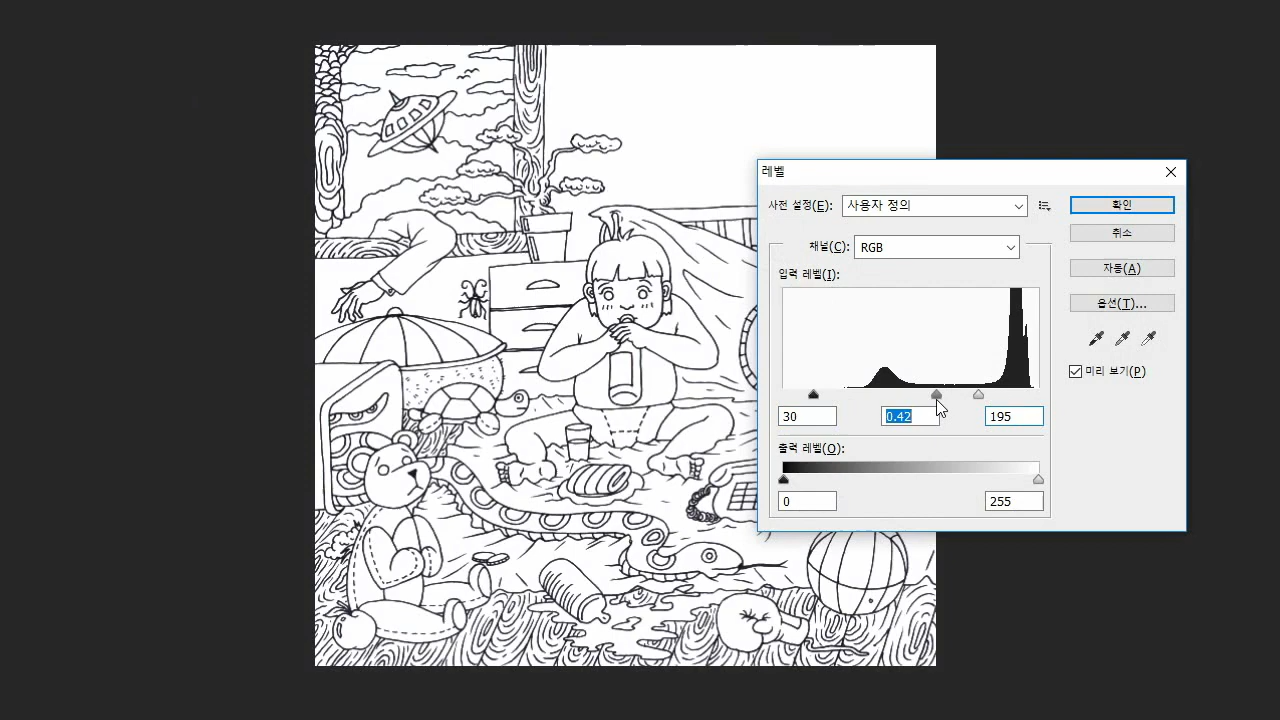 레벨
사전 설정(E): 사용자 정의
확인
채널(C): RGB
취소
입력 레벨(I):
자동(A)
옵션(T)...
미리 보기(P)
30 0.42 195
출력 레벨(O):
0 255